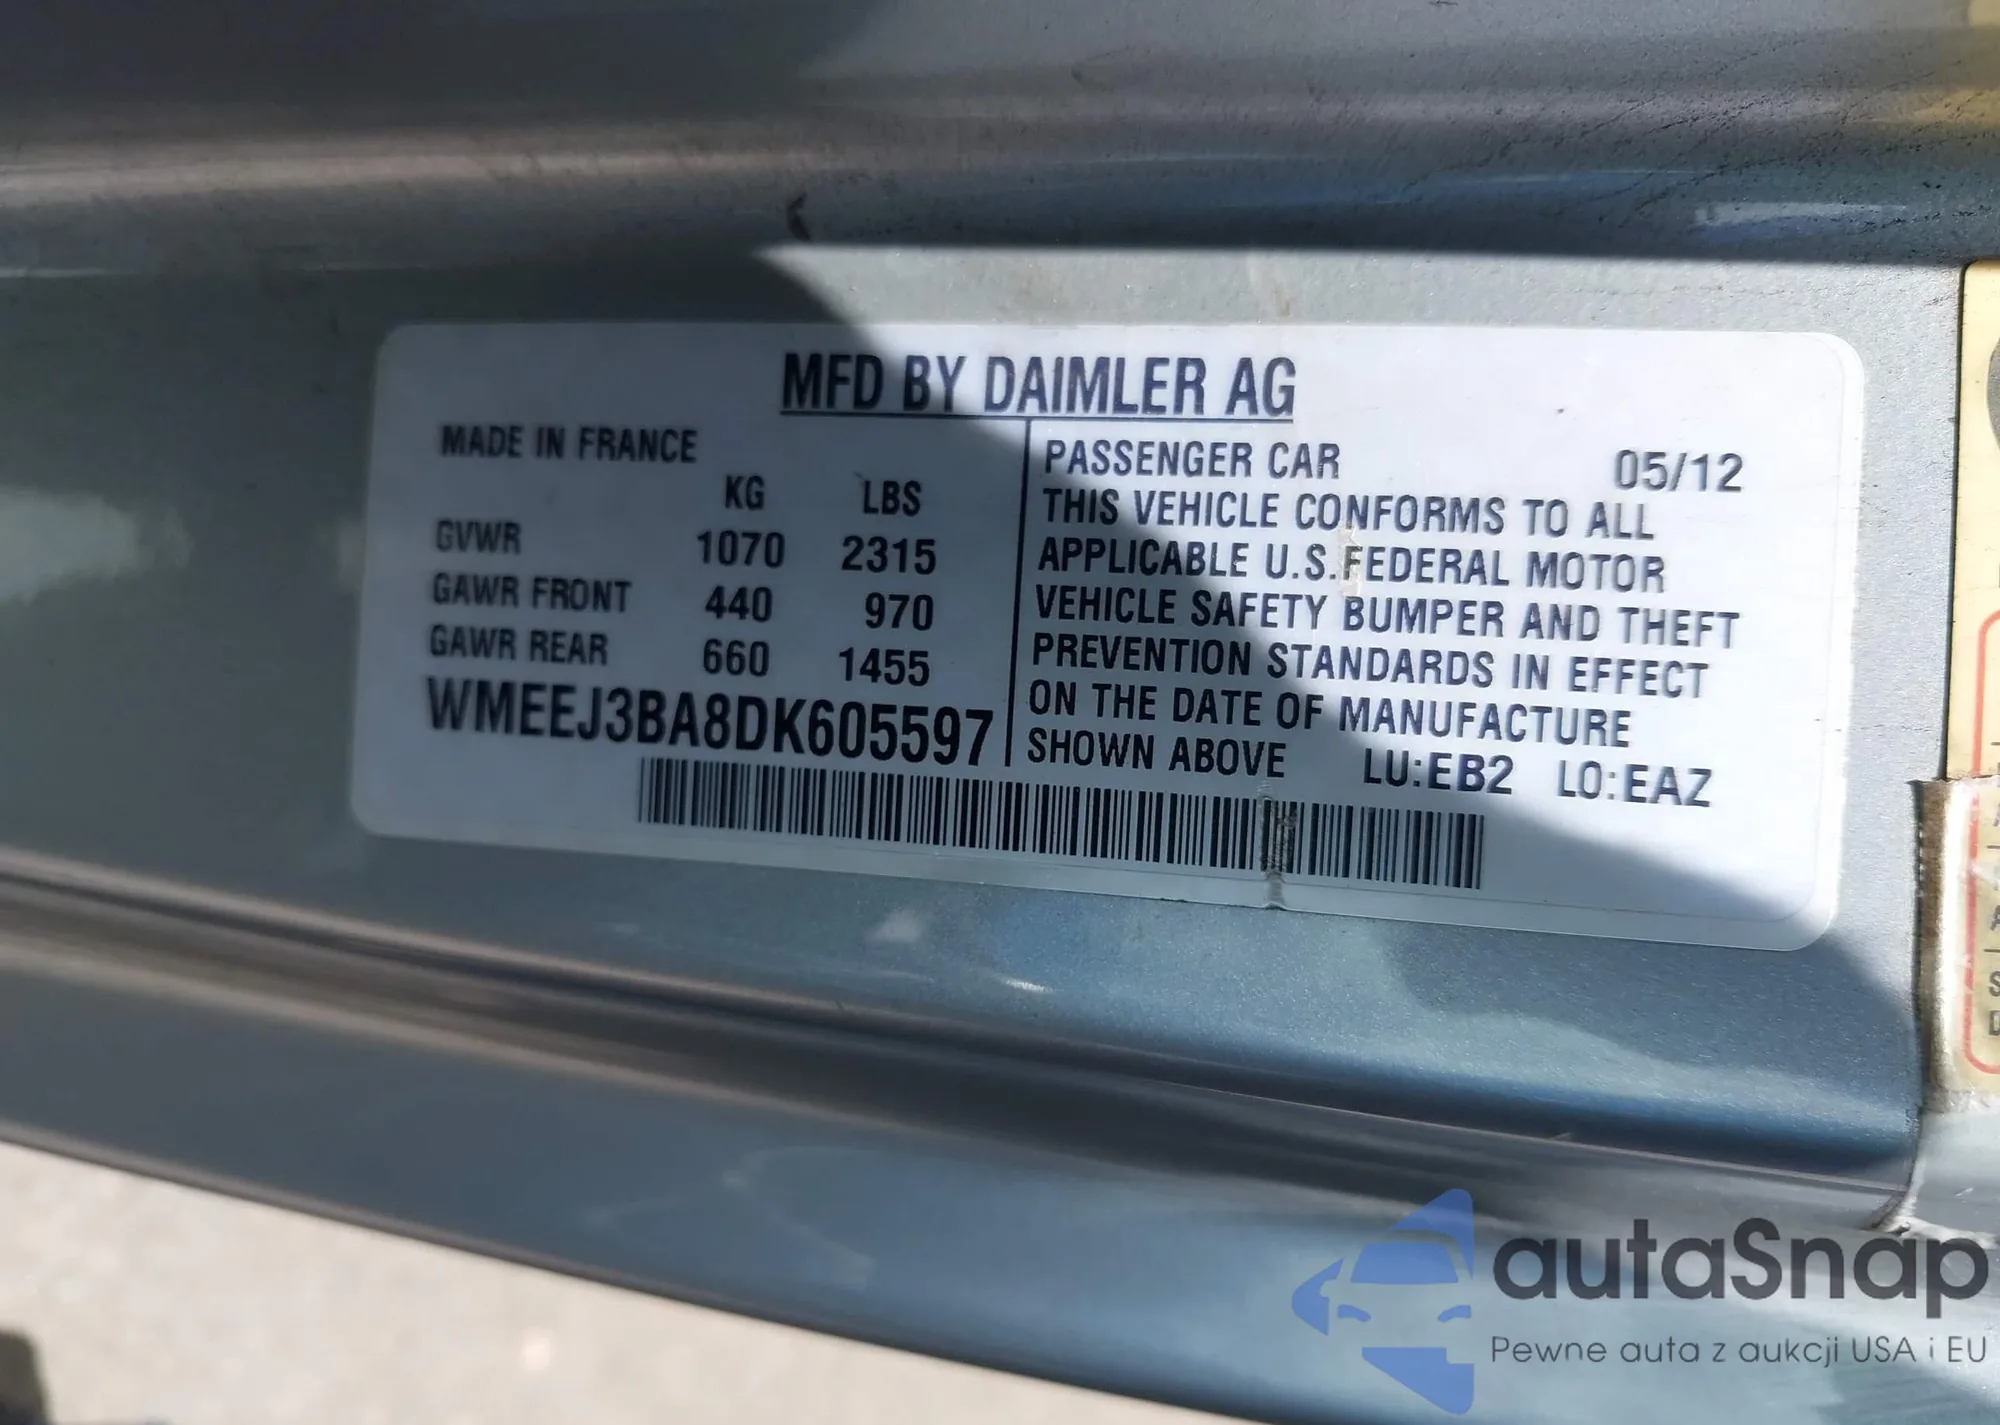 MFD BY DAIMLER AG
MADE IN FRANCE
KG LBS
GVWR 1070 2315
GAWR FRONT 440 970
GAWR REAR 660 1455
WMEEJ3BA8DK605597
PASSENGER CAR 05/12
THIS VEHICLE CONFORMS TO ALL
APPLICABLE U.S.FEDERAL MOTOR
VEHICLE SAFETY BUMPER AND THEFT
PREVENTION STANDARDS IN EFFECT
ON THE DATE OF MANUFACTURE
SHOWN ABOVE LU:EB2 LO:EAZ
autaSnap
Pewne auta z aukcji USA i EU